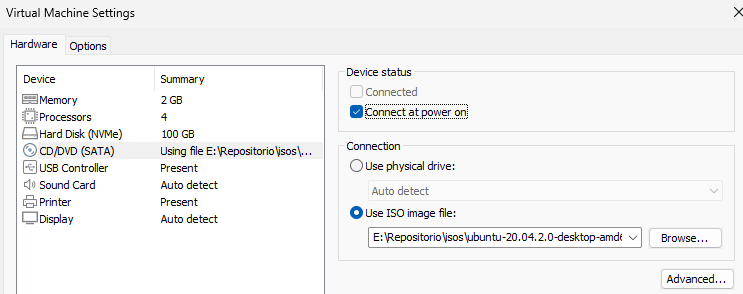 Virtual Machine Settings
Hardware Options
Device Summary
Memory 2 GB
Processors 4
Hard Disk (NVMe) 100 GB
CD/DVD (SATA) Using file E:\Repositorio\isos\...
USB Controller Present
Sound Card Auto detect
Printer Present
Display Auto detect
Device status
Connected
Connect at power on
Connection
Use physical drive:
Auto detect
Use ISO image file:
E:\Repositorio\isos\ubuntu-20.04.2.0-desktop-amd6 Browse...
Advanced...